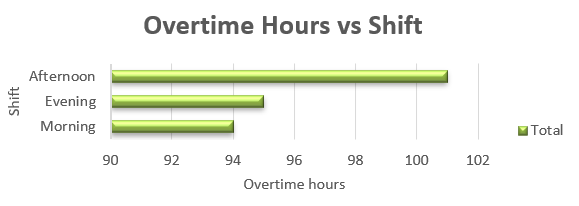 Overtime Hours vs Shift
Shift
Afternoon
Evening
Morning
90 92 94 96 98 100 102
Overtime hours
Total